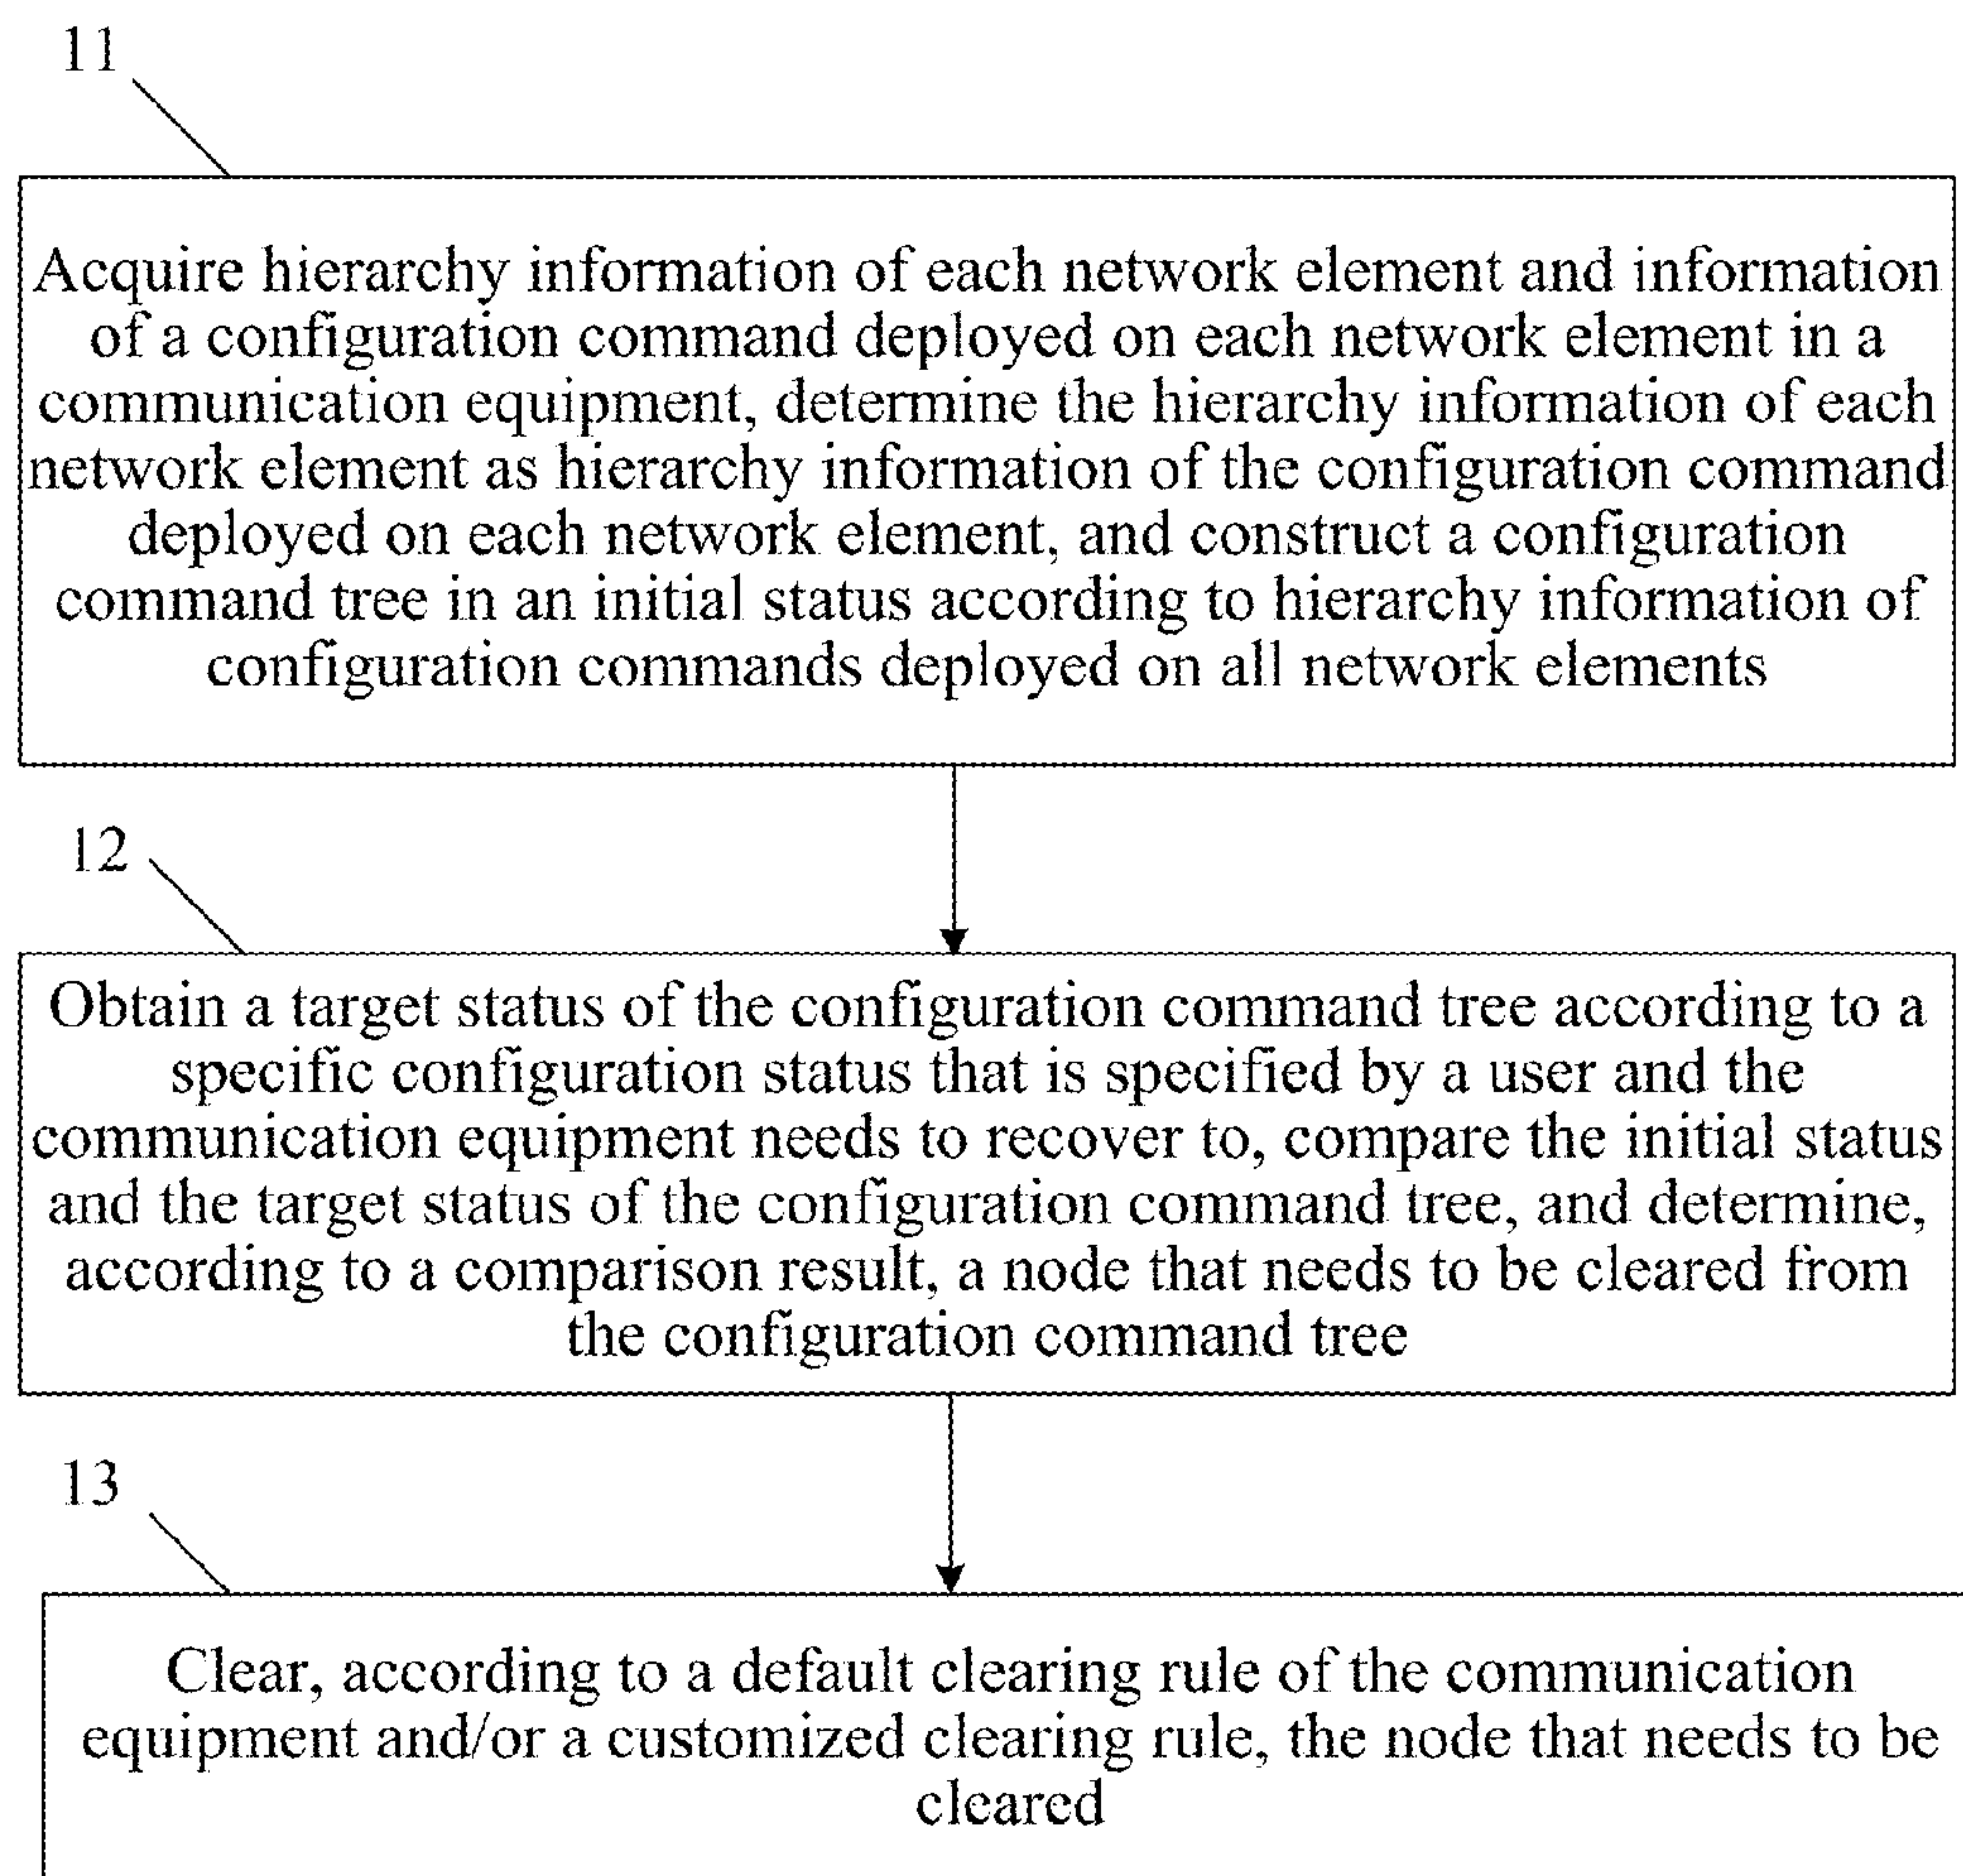 11
Acquire hierarchy information of each network element and information
of a configuration command deployed on each network element in a
communication equipment, determine the hierarchy information of each
network element as hierarchy information of the configuration command
deployed on each network element, and construct a configuration
command tree in an initial status according to hierarchy information of
configuration commands deployed on all network elements
12
Obtain a target status of the configuration command tree according to a
specific configuration status that is specified by a user and the
communication equipment needs to recover to, compare the initial status
and the target status of the configuration command tree, and determine,
according to a comparison result, a node that needs to be cleared from
the configuration command tree
13
Clear, according to a default clearing rule of the communication
equipment and/or a customized clearing rule, the node that needs to be
cleared